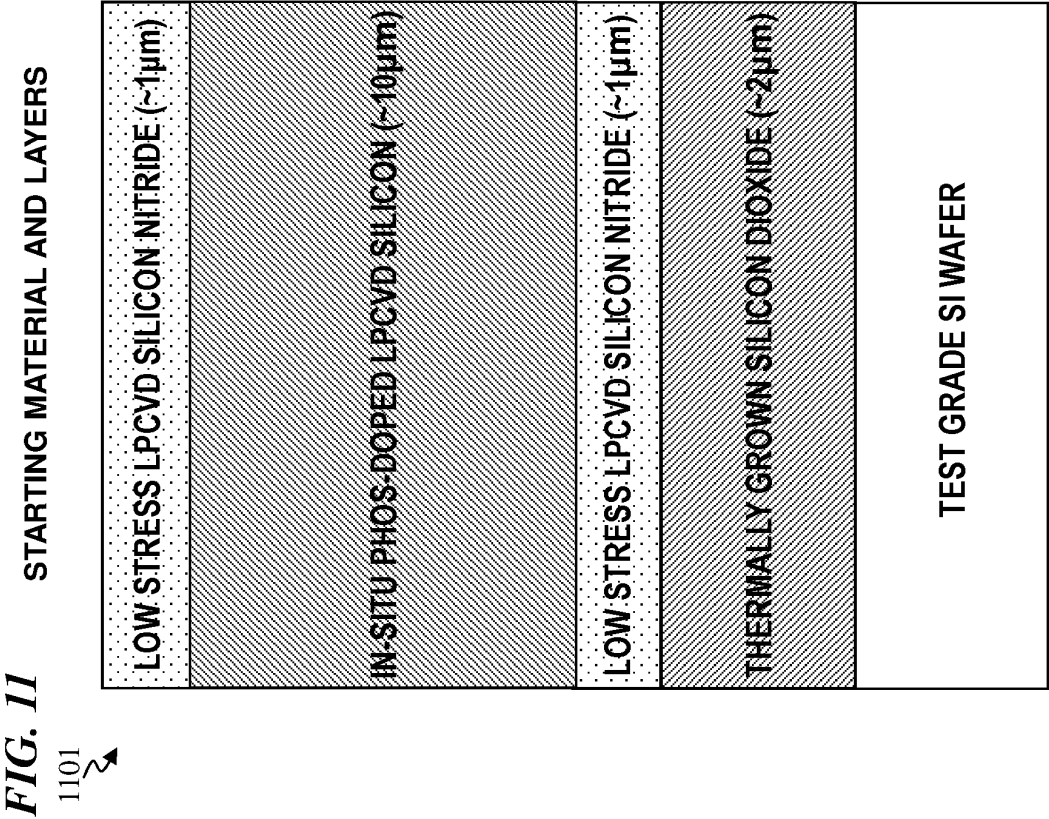 FIG. 11
1101
STARTING MATERIAL AND LAYERS
LOW STRESS LPCVD SILICON NITRIDE (~1µm)
IN-SITU PHOS-DOPED LPCVD SILICON (~10µm)
LOW STRESS LPCVD SILICON NITRIDE (~1µm)
THERMALLY GROWN SILICON DIOXIDE (~2µm)
TEST GRADE SI WAFER